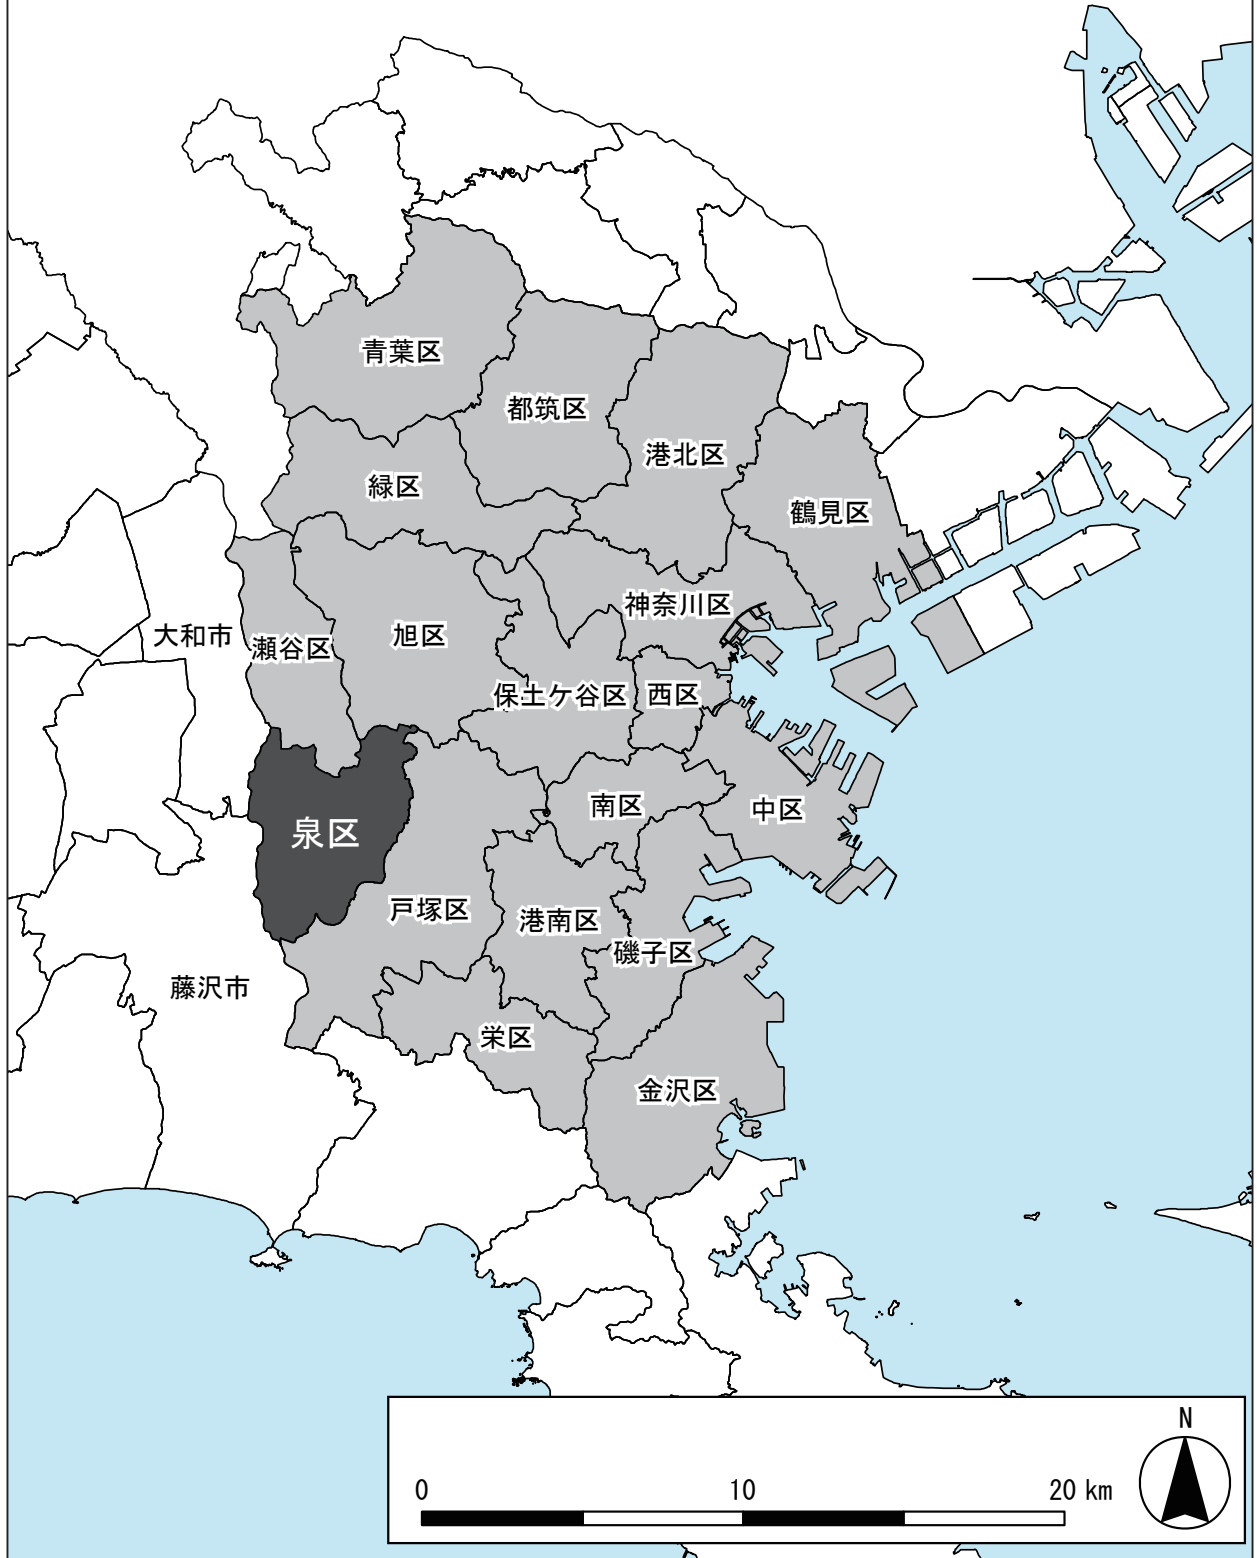 青葉区
都筑区
港北区
緑区
鶴見区
神奈川区
大和市
瀬谷区
旭区
保土ケ谷区
西区
南区
中区
泉区
戸塚区
港南区
磯子区
藤沢市
栄区
金沢区
N
0 10 20 km